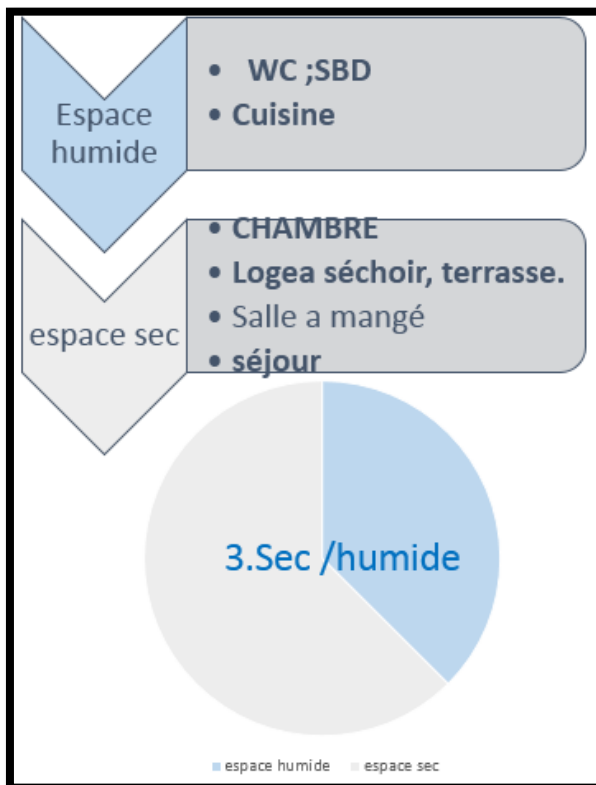 Espace
humide
• WC ;SBD
• Cuisine
espace sec
• CHAMBRE
• Logea séchoir, terrasse.
• Salle a mangé
• séjour
3.Sec /humide
espace humide
espace sec